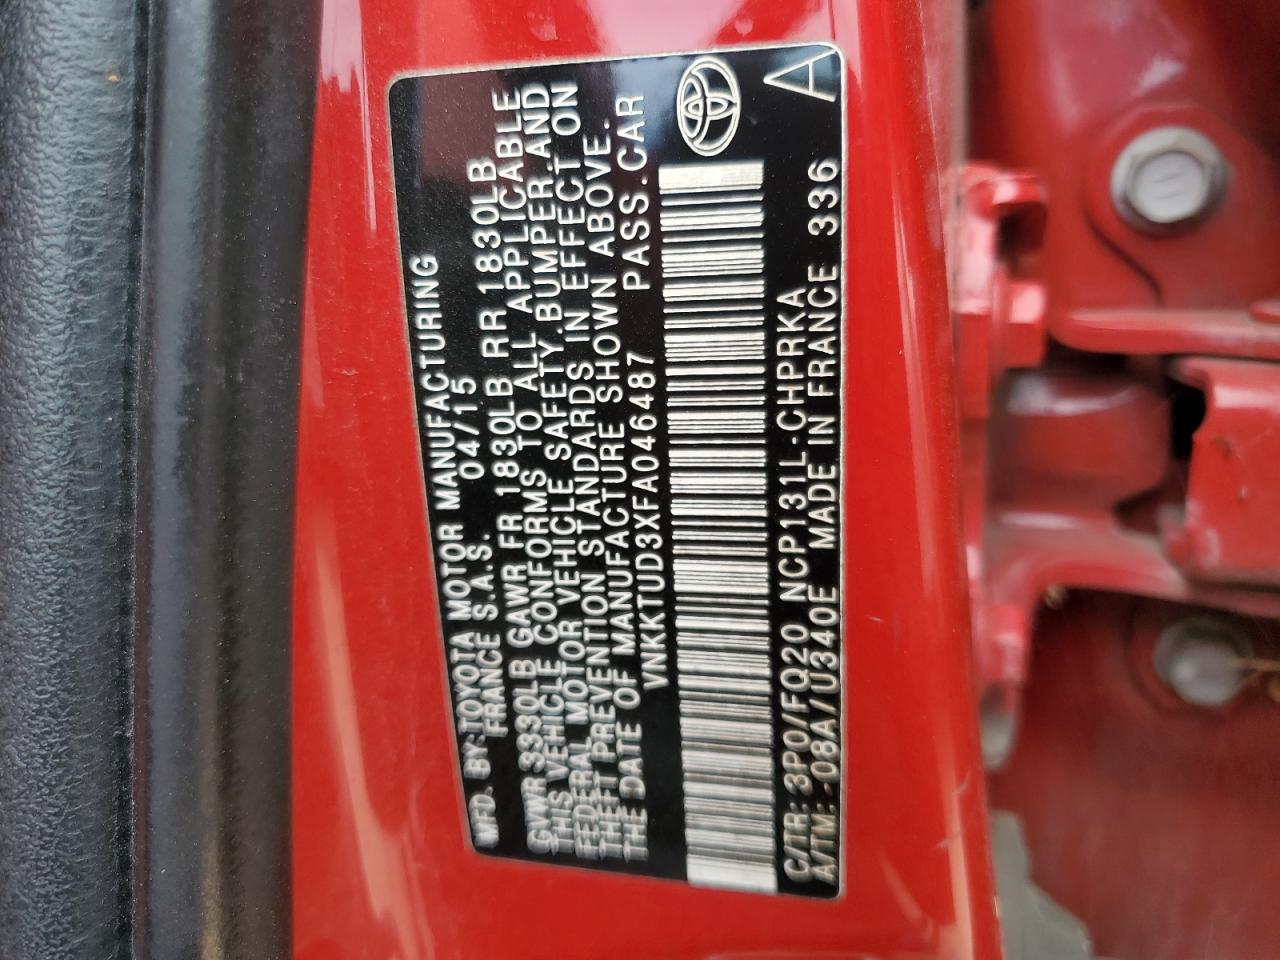 MFD. BY: TOYOTA MOTOR MANUFACTURING
FRANCE S.A.S. 04/15
GVWR 3330LB GAWR FR 1830LB RR 1830LB
THIS VEHICLE CONFORMS TO ALL APPLICABLE
FEDERAL MOTOR VEHICLE SAFETY,BUMPER,AND
THEFT PREVENTION STANDARDS IN EFFECT ON
THE DATE OF MANUFACTURE SHOWN ABOVE.
VNKKTUD3XFA046487 PASS.CAR
C/TR: 3P0/FQ20 NCP131L-CHPRKA
A/TM: -08A/U340E MADE IN FRANCE 336 A